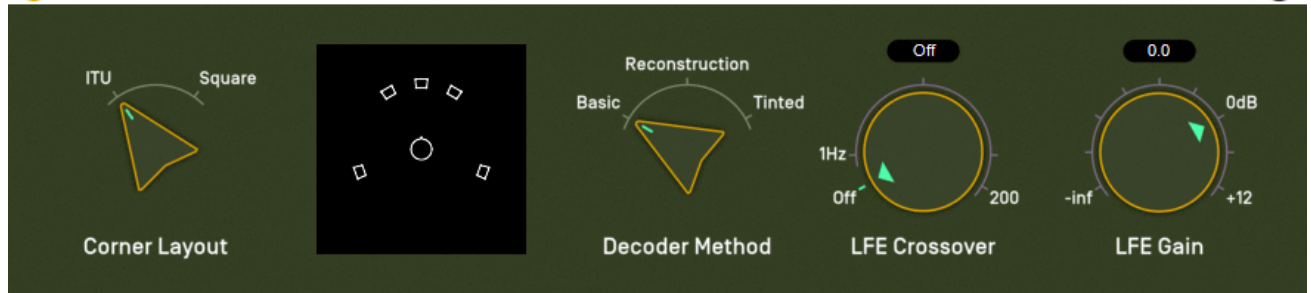 ITU
Square
Corner Layout
Reconstruction
Basic
Tinted
Decoder Method
Off
1Hz
Off
200
LFE Crossover
0.0
0dB
-inf
+12
LFE Gain